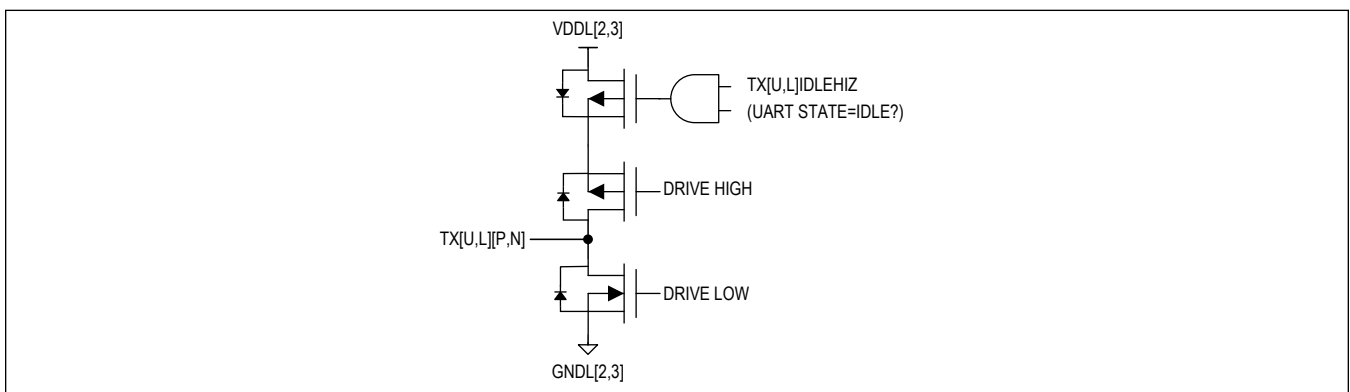 VDDL[2,3]
TX[U,L]IDLEHIZ
(UART STATE=IDLE?)
DRIVE HIGH
TX[U,L][P,N]
DRIVE LOW
GNDL[2,3]